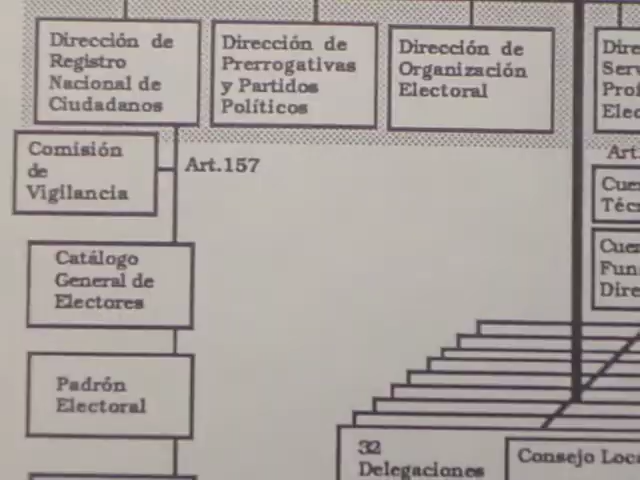 Dirección de
Registro
Nacional de
Ciudadanos
Dirección de
Prerrogativas
y Partidos
Políticos
Dirección de
Organización
Electoral
Comisión
de
Vigilancia
Art.157
Art.
Catálogo
General de
Electores
Padrón
Electoral
32
Delegaciones
Consejo